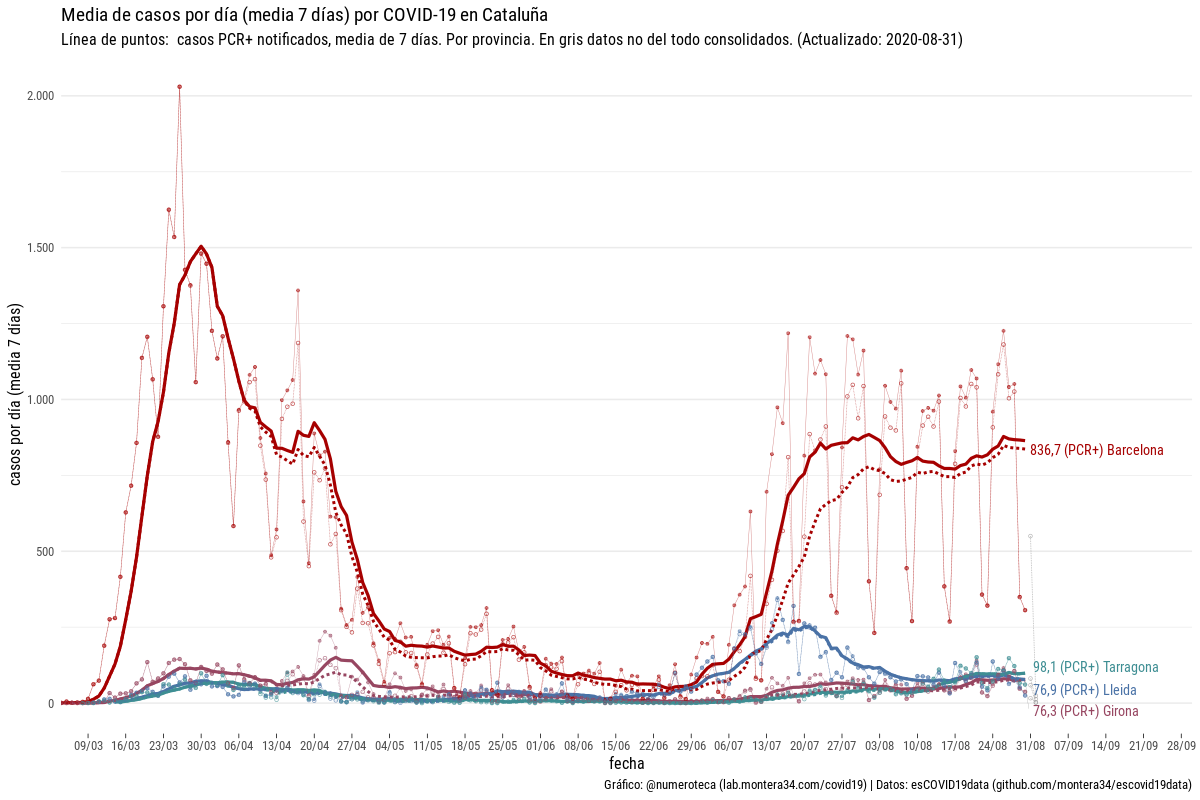 Media de casos por día (media 7 días) por COVID-19 en Cataluña
Línea de puntos:  casos PCR+ notificados, media de 7 días. Por provincia. En gris datos no del todo consolidados. (Actualizado: 2020-08-31)
casos por día (media 7 días)
2.000
1.500
1.000
500
0
836,7 (PCR+) Barcelona
98,1 (PCR+) Tarragona
76,9 (PCR+) Lleida
76,3 (PCR+) Girona
09/03 16/03 23/03 30/03 06/04 13/04 20/04 27/04 04/05 11/05 18/05 25/05 01/06 08/06 15/06 22/06 29/06 06/07 13/07 20/07 27/07 03/08 10/08 17/08 24/08 31/08 07/09 14/09 21/09 28/09
fecha
Gráfico: @numeroteca (lab.montera34.com/covid19) | Datos: esCOVID19data (github.com/montera34/escovid19data)